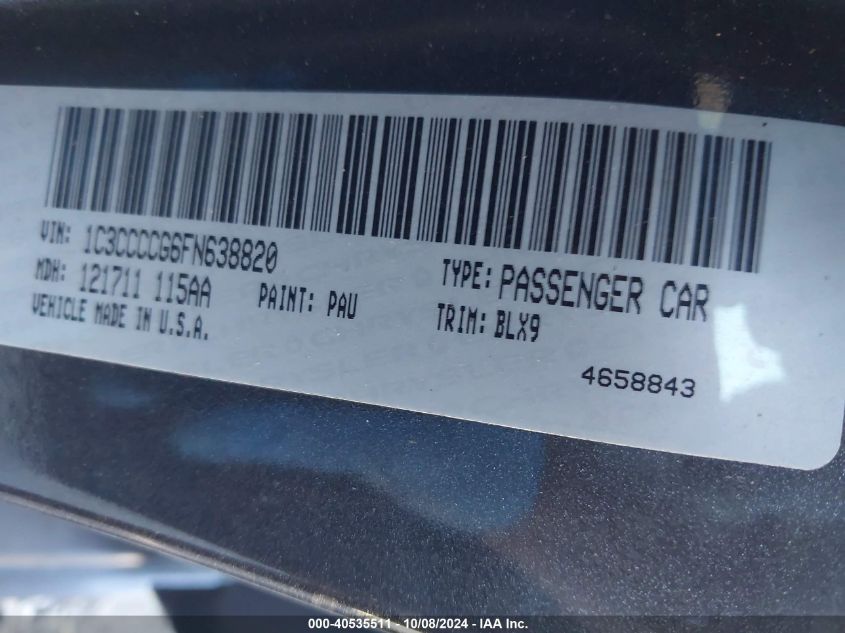 VIN: 1C3CCCCG6FN638820
MDH: 121711 115AA
PAINT: PAU
VEHICLE MADE IN U.S.A.
TYPE: PASSENGER CAR
TRIM: BLX9
4658843
000-40535511 - 10/08/2024 - IAA Inc.